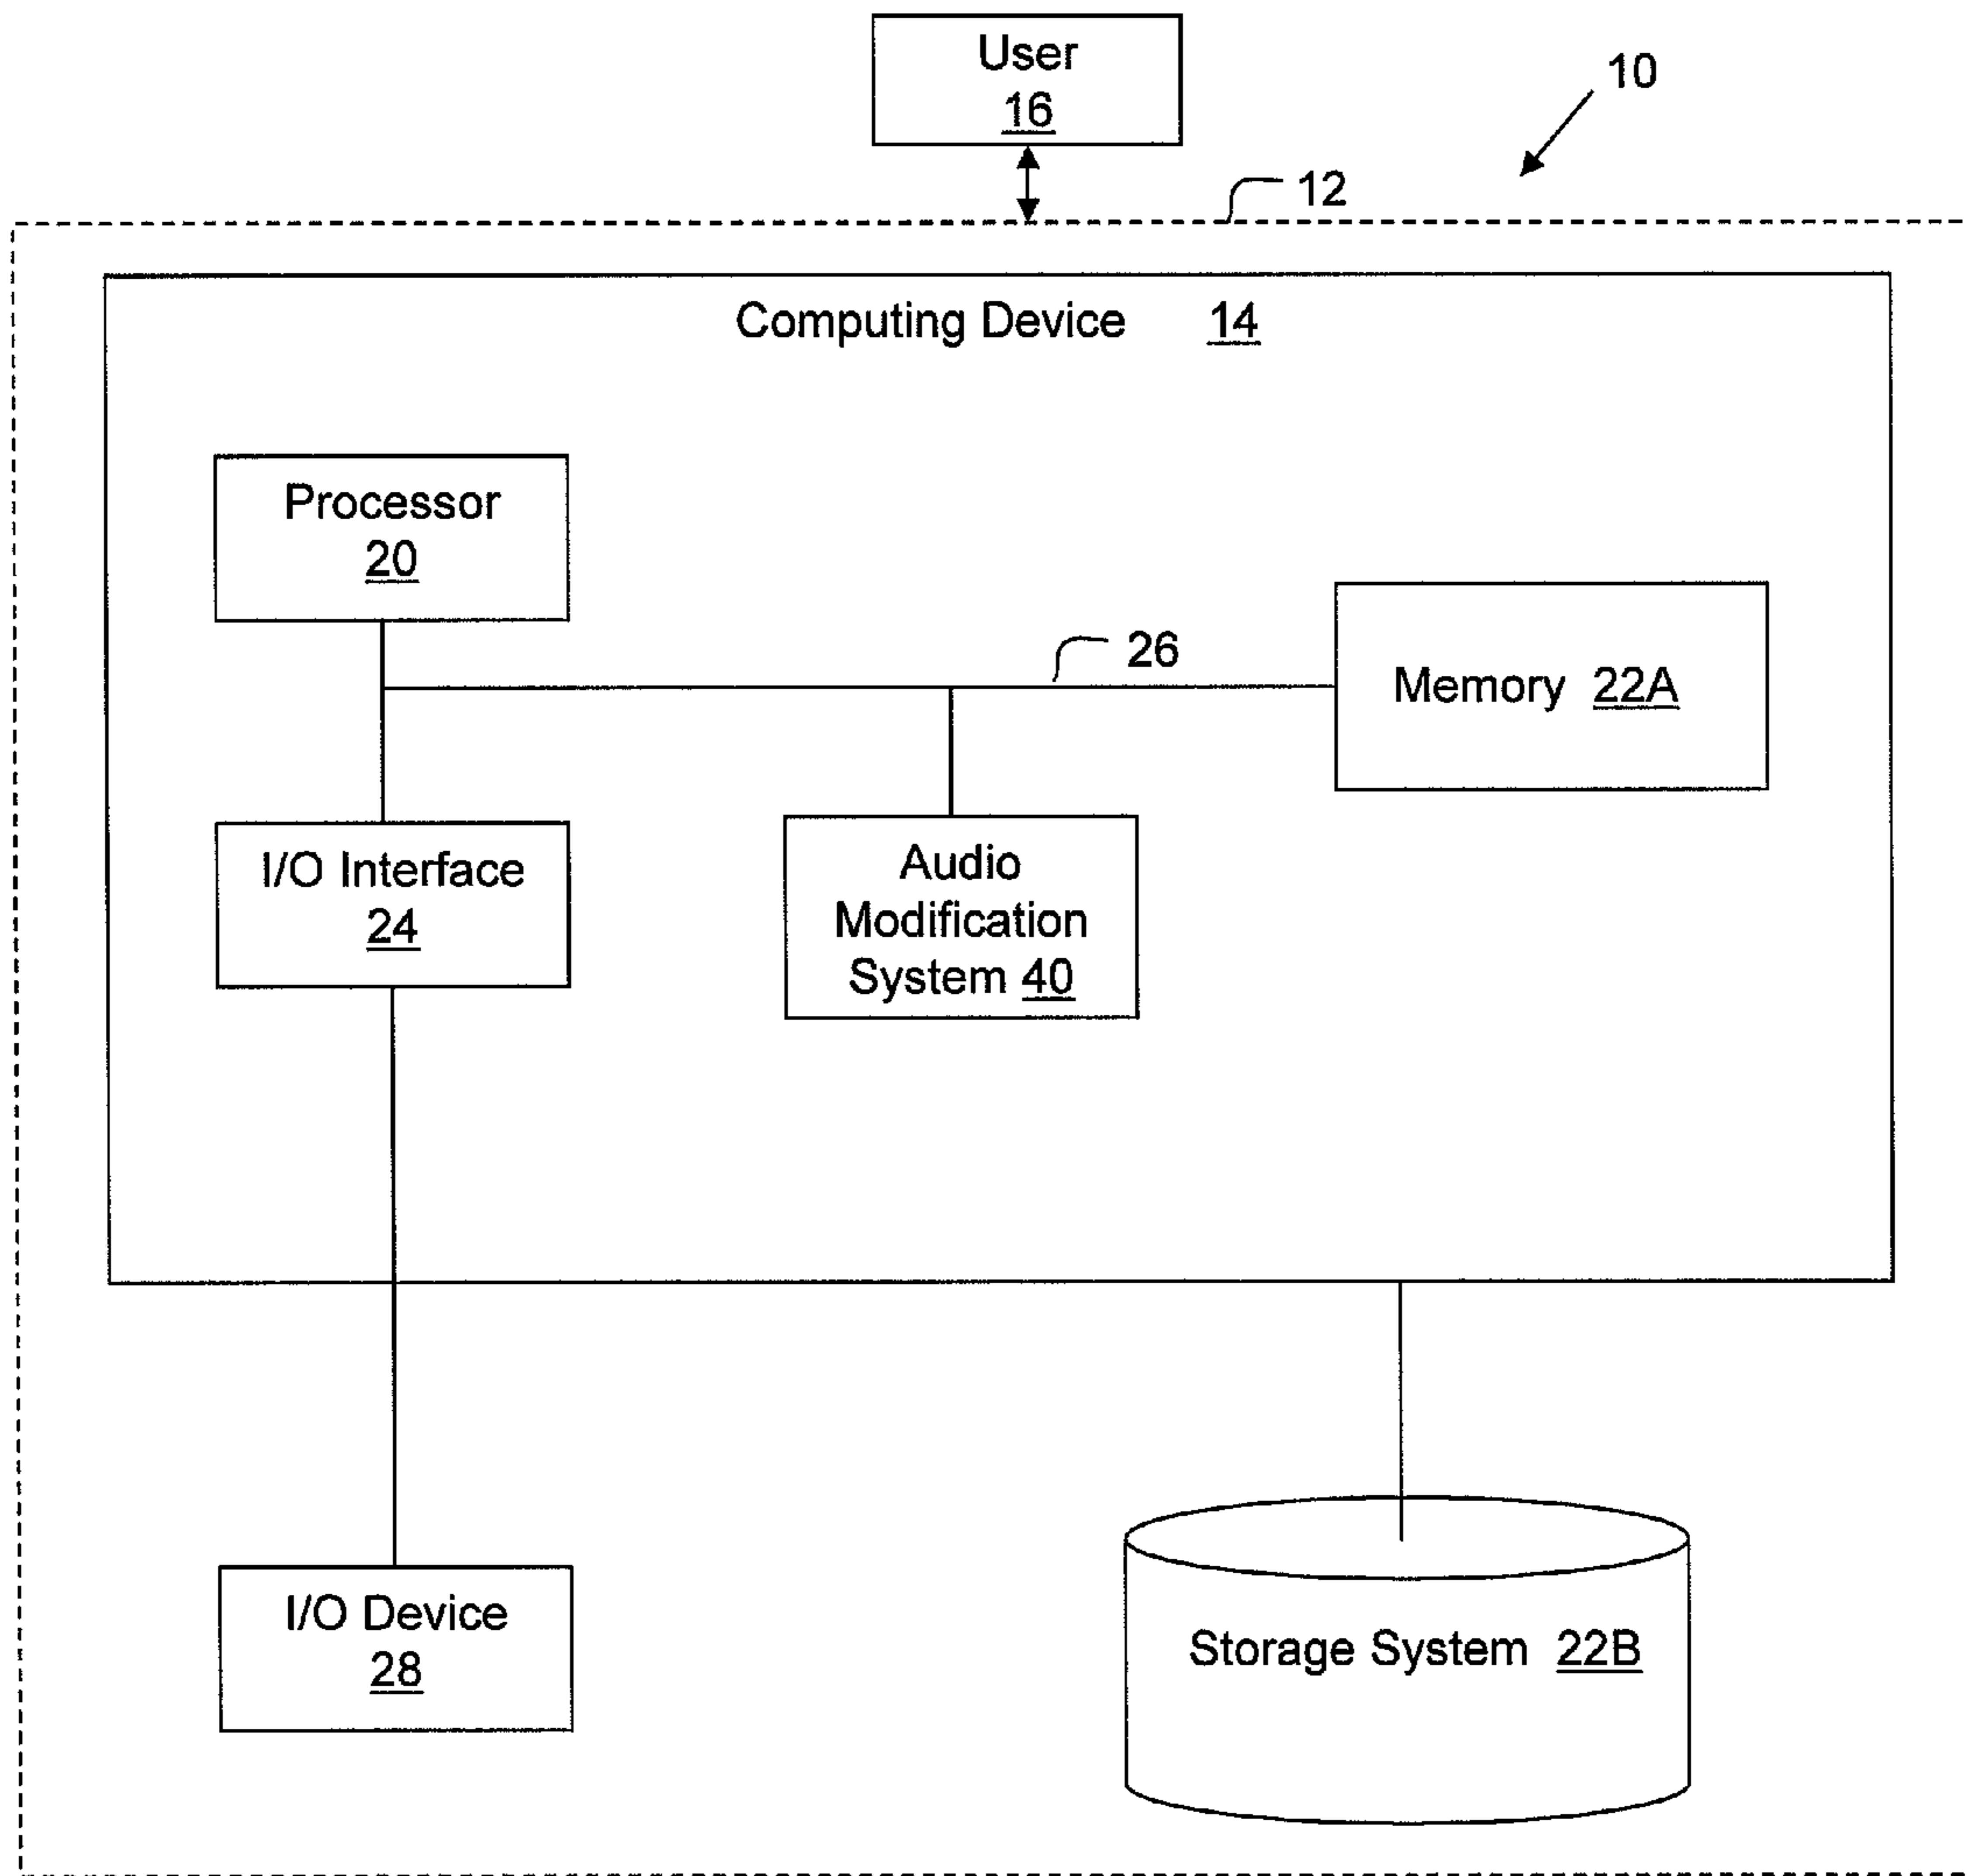 User
16
10
12
Computing Device 14
Processor
20
26
Memory 22A
I/O Interface
24
Audio
Modification
System 40
I/O Device
28
Storage System 22B